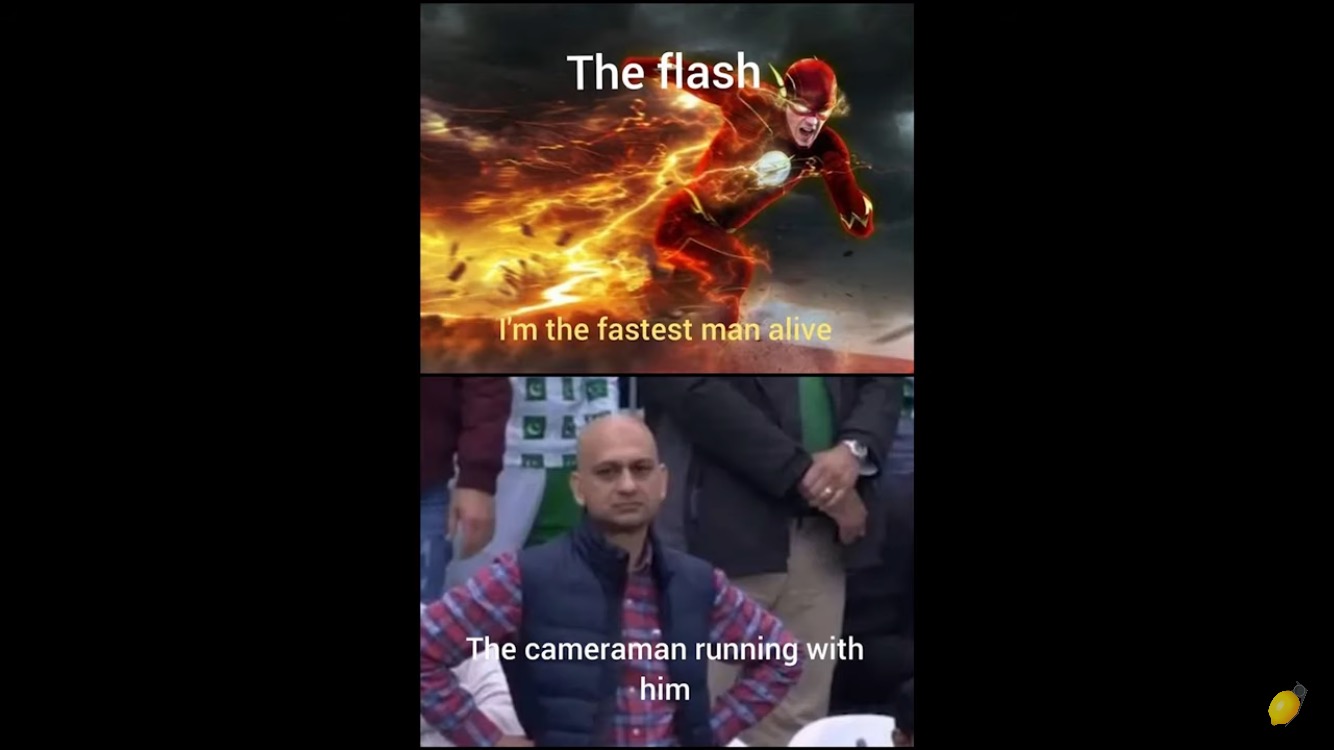 The flash
I'm the fastest man alive
The cameraman running with
him